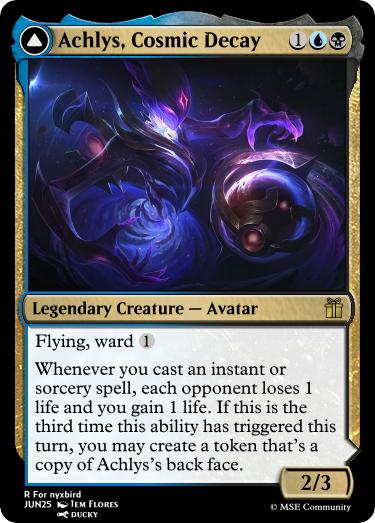 Achlys, Cosmic Decay 1
Legendary Creature — Avatar
Flying, ward 1
Whenever you cast an instant or
sorcery spell, each opponent loses 1
life and you gain 1 life. If this is the
third time this ability has triggered this
turn, you may create a token that's a
copy of Achlys's back face.
2/3
R For nyxbird
JUN25 Jem Flores
DUCKY
© MSE Community